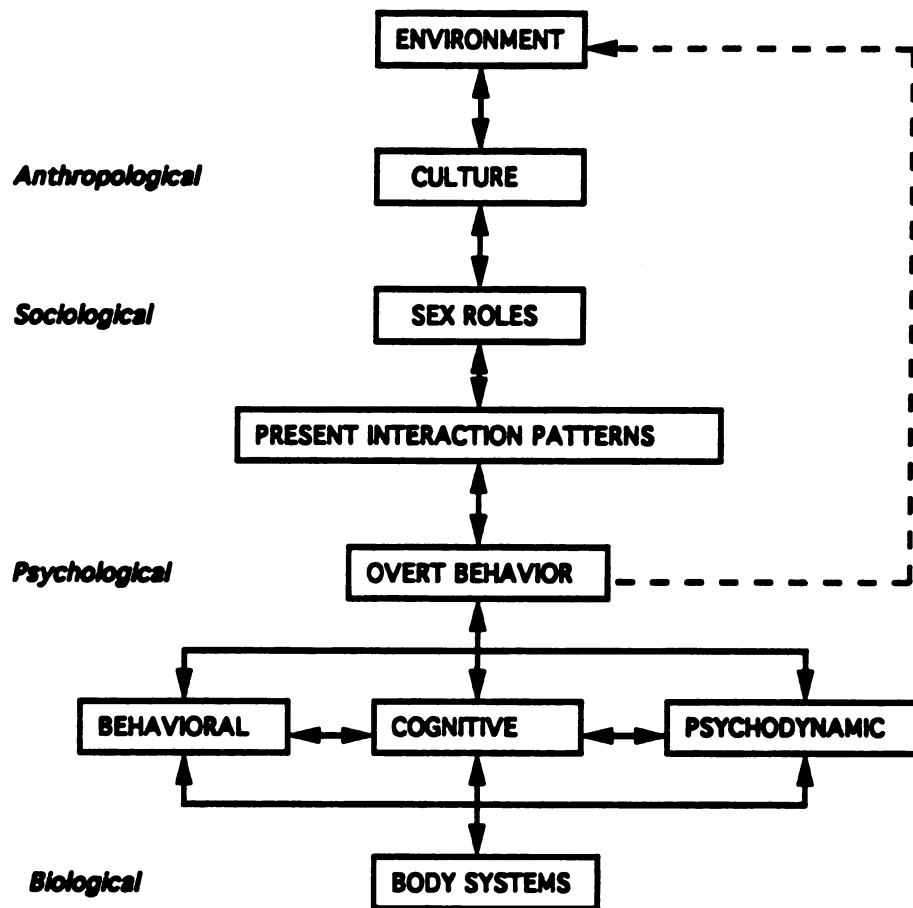 ENVIRONMENT
Anthropological
CULTURE
Sociological
SEX ROLES
PRESENT INTERACTION PATTERNS
Psychological
OVERT BEHAVIOR
BEHAVIORAL
COGNITIVE
PSYCHODYNAMIC
Biological
BODY SYSTEMS